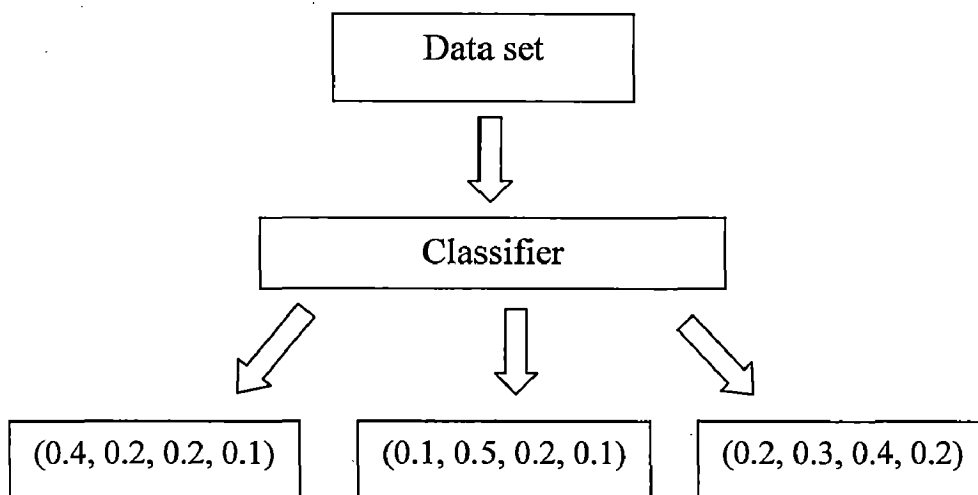 Data set
Classifier
(0.4, 0.2, 0.2, 0.1)
(0.1, 0.5, 0.2, 0.1)
(0.2, 0.3, 0.4, 0.2)